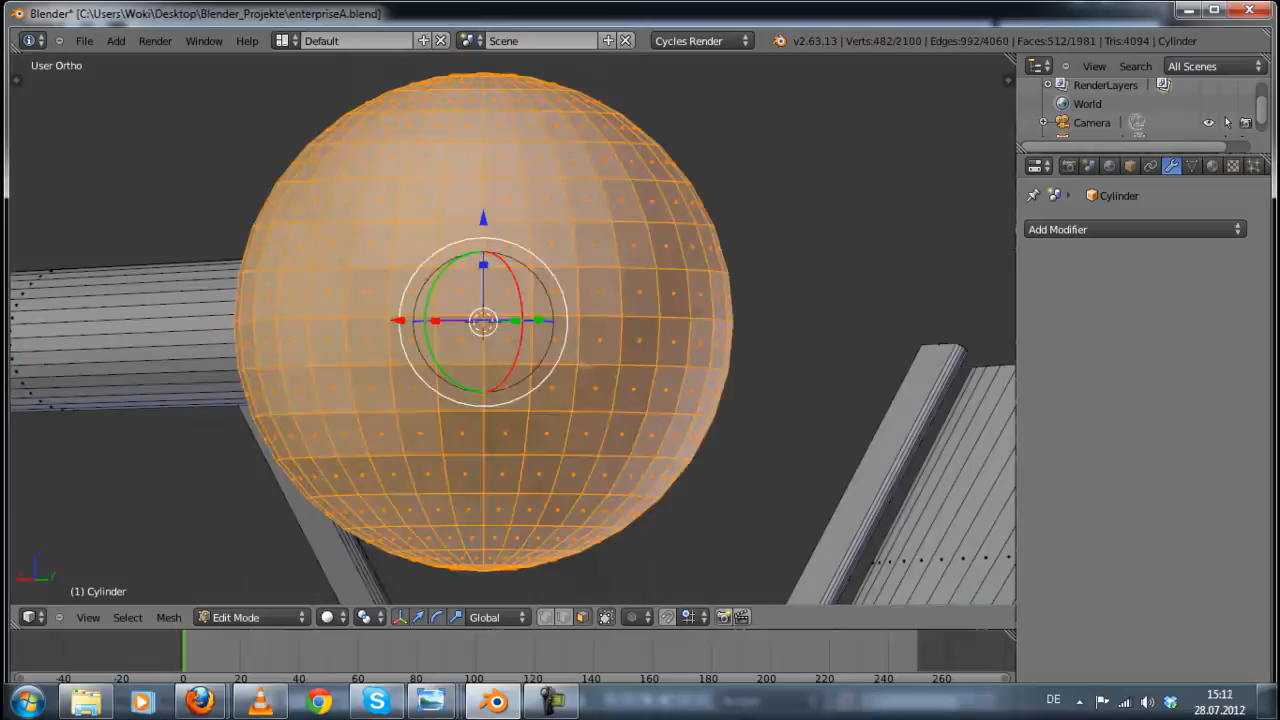 Blender* [C:\Users\Woki\Desktop\Blender_Projekte\enterpriseA.blend]
File Add Render Window Help Default Scene Cycles Render v2.63.13 | Verts:482/2100 | Edges:992/4060 | Faces:512/1981 | Tris:4094 | Cylinder
User Ortho
View Search All Scenes
RenderLayers
World
Camera
Cylinder
Add Modifier
(1) Cylinder
View Select Mesh Edit Mode Global
-40 -20 0 20 40 60 80 100 120 140 160 180 200 220 240 260
DE
15:12
28.07.2012